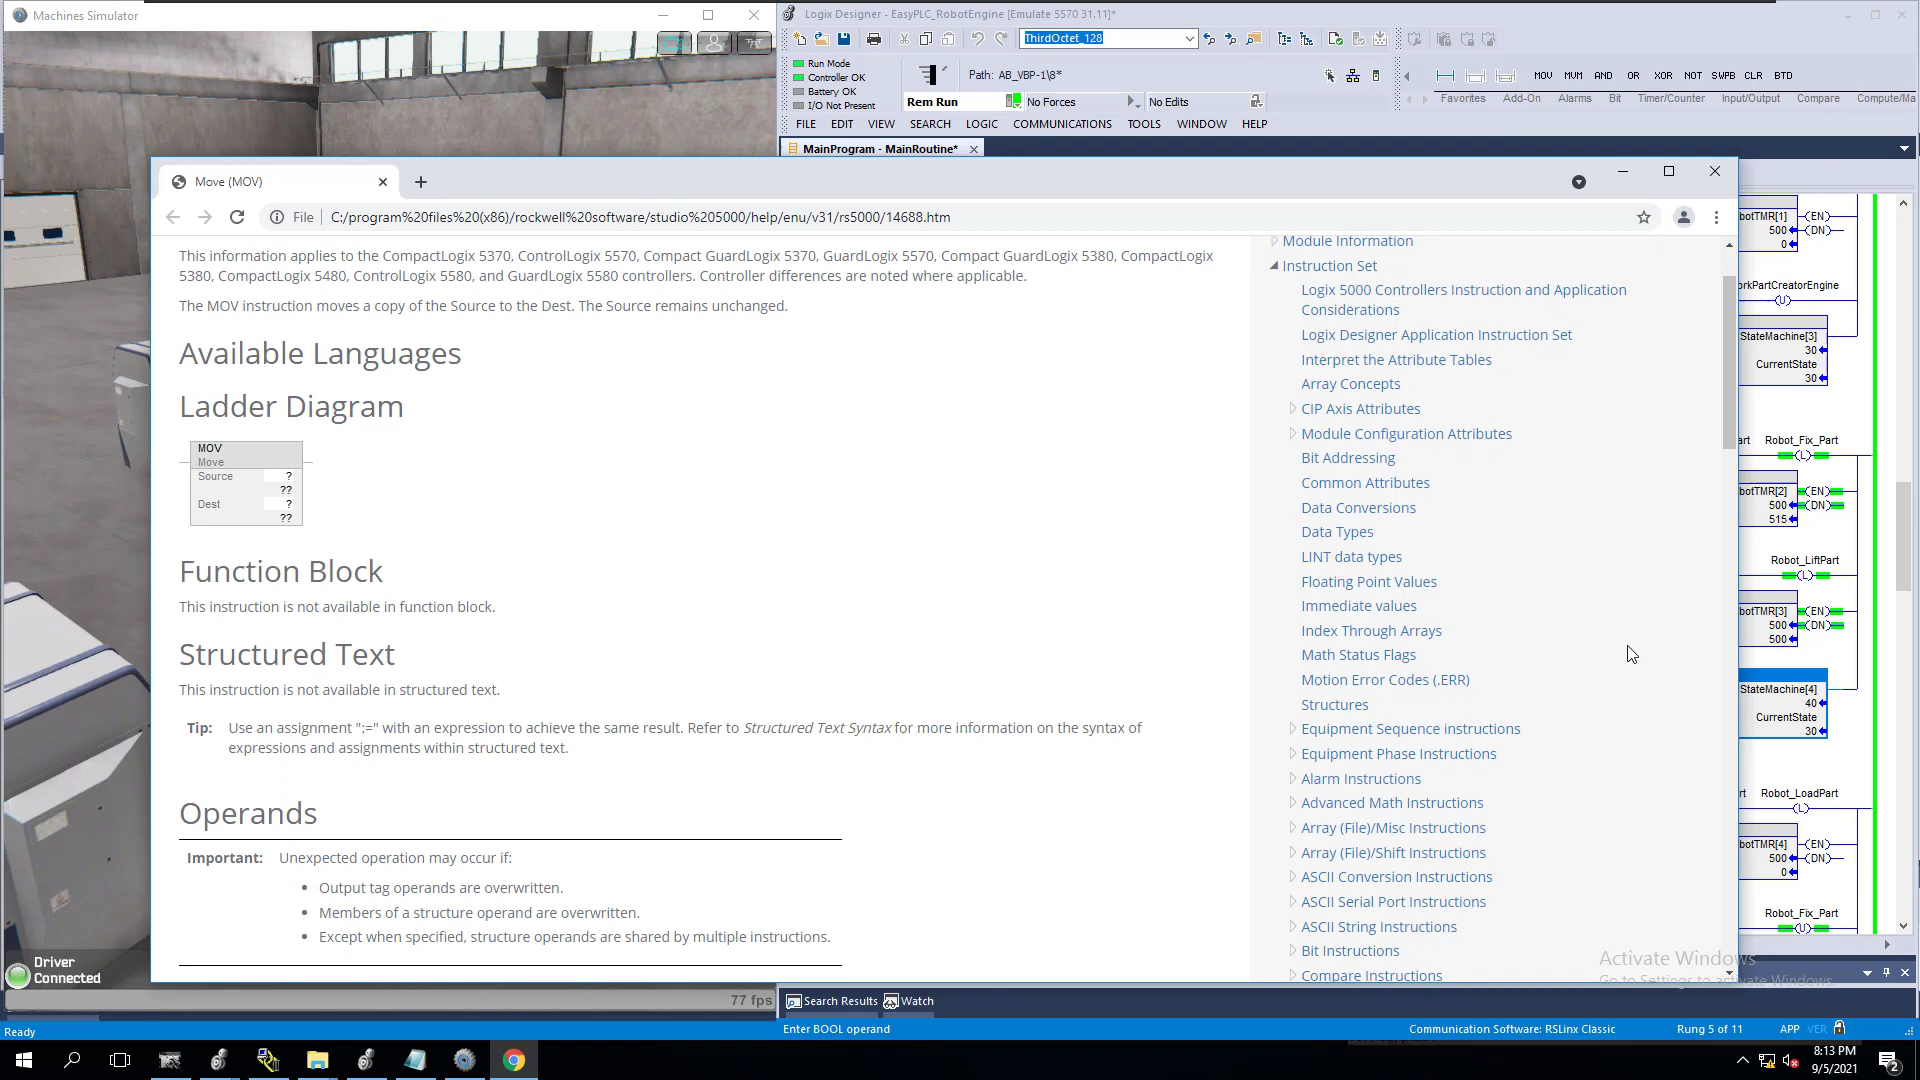 Machines Simulator
Logix Designer - EasyPLC_RobotEngine [Emulate 5570 31.11]*
ThirdOctet_128
Run Mode
Controller OK
Battery OK
I/O Not Present
Path: AB_VBP-1\8*
Rem Run
No Forces
No Edits
MOV MVM AND OR XOR NOT SWPB CLR BTD
Favorites Add-On Alarms Bit Timer/Counter Input/Output Compare Compute/Ma
FILE EDIT VIEW SEARCH LOGIC COMMUNICATIONS TOOLS WINDOW HELP
MainProgram - MainRoutine*
Move (MOV)
File C:/program%20files%20(x86)/rockwell%20software/studio%205000/help/enu/v31/rs5000/14688.htm
This information applies to the CompactLogix 5370, ControlLogix 5570, Compact GuardLogix 5370, GuardLogix 5570, Compact GuardLogix 5380, CompactLogix
5380, CompactLogix 5480, ControlLogix 5580, and GuardLogix 5580 controllers. Controller differences are noted where applicable.
The MOV instruction moves a copy of the Source to the Dest. The Source remains unchanged.
Available Languages
Ladder Diagram
MOV
Move
Source ?
??
Dest ?
??
Function Block
This instruction is not available in function block.
Structured Text
This instruction is not available in structured text.
Tip: Use an assignment ":=" with an expression to achieve the same result. Refer to Structured Text Syntax for more information on the syntax of
expressions and assignments within structured text.
Operands
Important: Unexpected operation may occur if:
• Output tag operands are overwritten.
• Members of a structure operand are overwritten.
• Except when specified, structure operands are shared by multiple instructions.
Module Information
Instruction Set
Logix 5000 Controllers Instruction and Application
Considerations
Logix Designer Application Instruction Set
Interpret the Attribute Tables
Array Concepts
CIP Axis Attributes
Module Configuration Attributes
Bit Addressing
Common Attributes
Data Conversions
Data Types
LINT data types
Floating Point Values
Immediate values
Index Through Arrays
Math Status Flags
Motion Error Codes (.ERR)
Structures
Equipment Sequence instructions
Equipment Phase Instructions
Alarm Instructions
Advanced Math Instructions
Array (File)/Misc Instructions
Array (File)/Shift Instructions
ASCII Conversion Instructions
ASCII Serial Port Instructions
ASCII String Instructions
Bit Instructions
Compare Instructions
botTMR[1] (EN)
500 (DN)
0
orkPartCreatorEngine
(U)
StateMachine[3]
30
CurrentState
30
art Robot_Fix_Part
(L)
botTMR[2] (EN)
500 (DN)
515
Robot_LiftPart
(L)
botTMR[3] (EN)
500 (DN)
500
StateMachine[4]
40
CurrentState
30
rt Robot_LoadPart
(L)
botTMR[4] (EN)
500 (DN)
0
Robot_Fix_Part
(U)
Activate Windows
Go to Settings to activate Windows.
Driver
Connected
77 fps
Search Results Watch
Ready
Enter BOOL operand
Communication Software: RSLinx Classic
Rung 5 of 11
APP VER
8:13 PM
9/5/2021
2